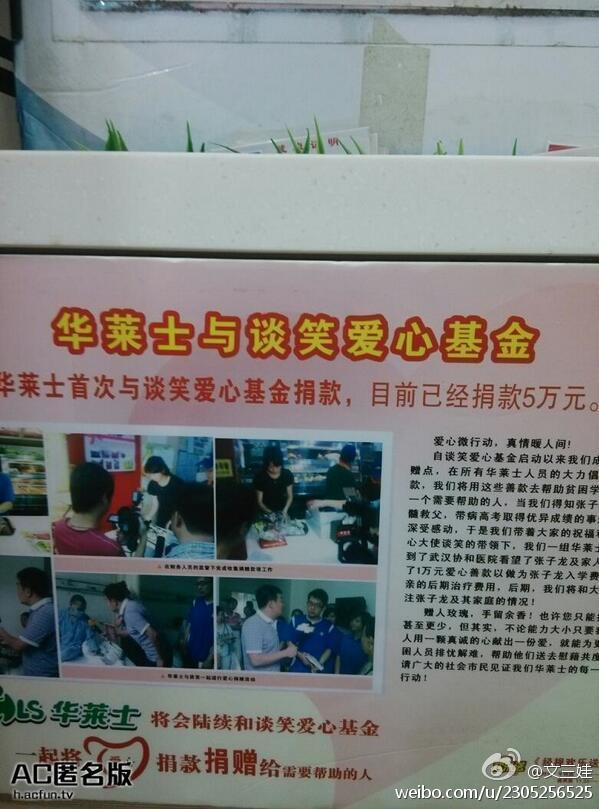 华莱士与谈笑爱心基金
华莱士首次与谈笑爱心基金捐款，目前已经捐款5万元。
爱心微行动，真情暖人间！
自谈笑爱心基金启动以来我们成
赠点，在所有华莱士人员的大力倡
款，我们将用这些善款去帮助贫困学
一个需要帮助的人，当我们得知张子
髓救父，带病高考取得优异成绩的事
深受感动，于是我们带着大家的祝福和
心大使谈笑的带领下，我们一组华莱士
到了武汉协和医院看望了张子龙及家人
了1万元爱心善款以做为张子龙入学费
亲的后期治疗费用，后期，我们将和大
注张子龙及其家庭的情况！
赠人玫瑰，手留余香！也许您只能
甚至更少，但其实，不论能力大小只要我
人用一颗真诚的心献出一份爱，就能为更
困人员排忧解难，帮助他们送去慰藉共度
请广大的社会市民见证我们华莱士的每一
行动！
▲ 在财务人员的监督下完成收集捐赠款项工作
▲ 华莱士与谈笑一起进行爱心捐赠活动
HLS 华莱士 将会陆续和谈笑爱心基金
一起将 爱心 捐款捐赠给需要帮助的人
AC匿名版
h.acfun.tv
@文三娃
weibo.com/u/2305256525